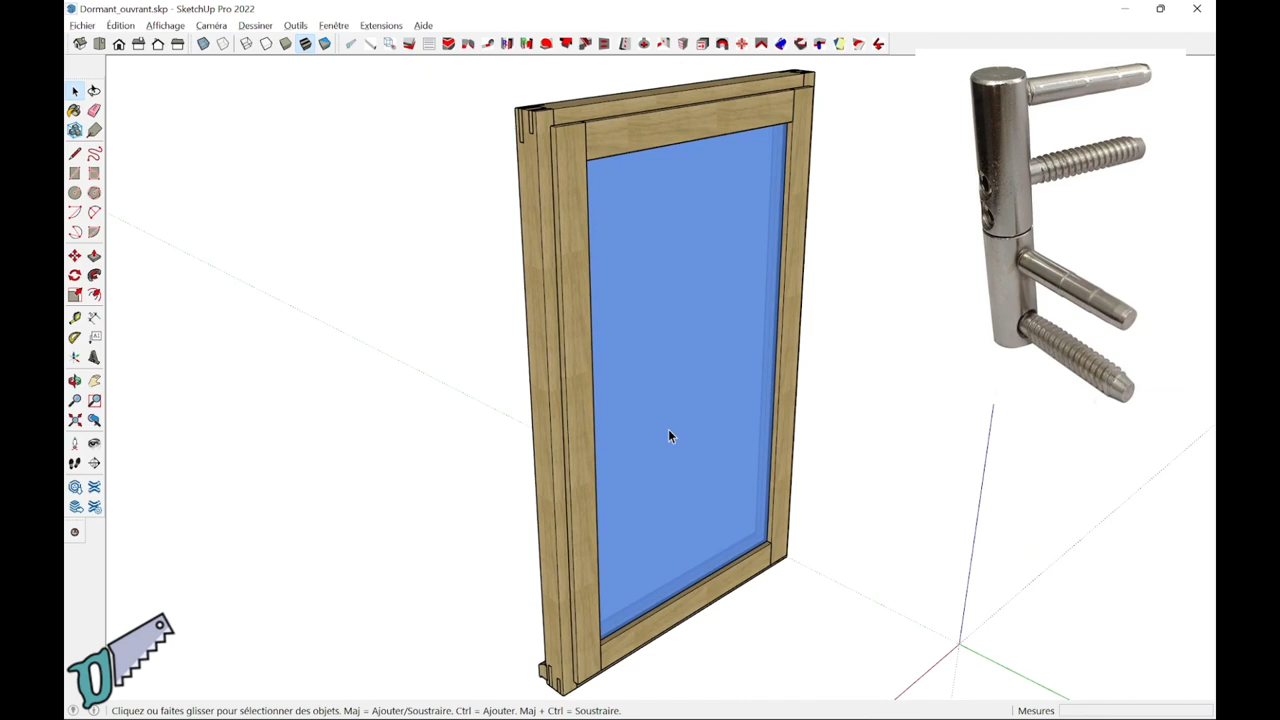 Dormant_ouvrant.skp - SketchUp Pro 2022
Fichier Édition Affichage Caméra Dessiner Outils Fenêtre Extensions Aide
Cliquez ou faites glisser pour sélectionner des objets. Maj = Ajouter/Soustraire. Ctrl = Ajouter. Maj + Ctrl = Soustraire.
Mesures